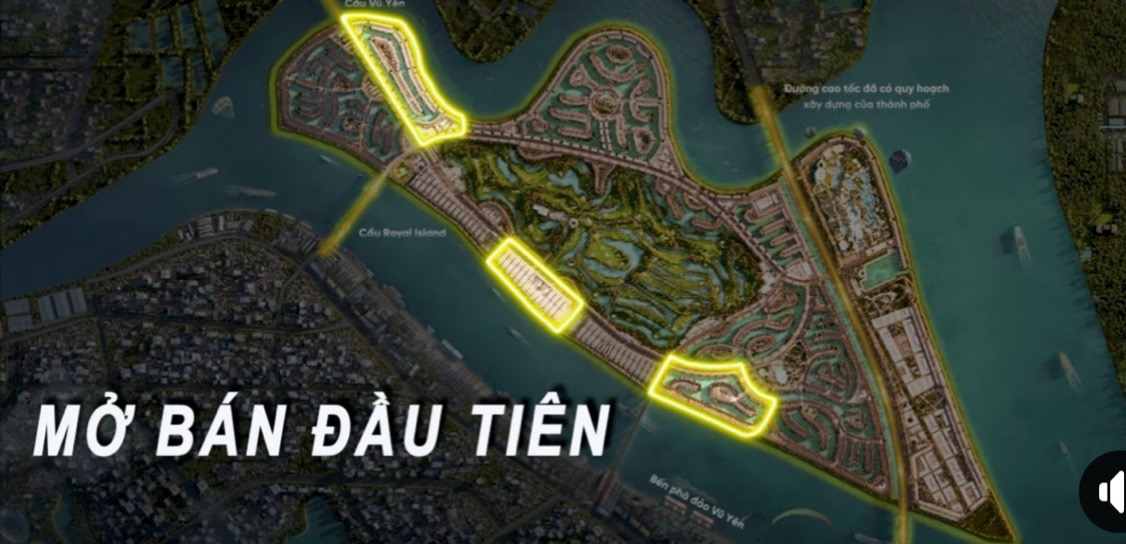 Cầu Vũ Yên
Đường cao tốc đã có quy hoạch
xây dựng của thành phố
Cầu Royal Island
MỞ BÁN ĐẦU TIÊN
Bến phà đảo Vũ Yên